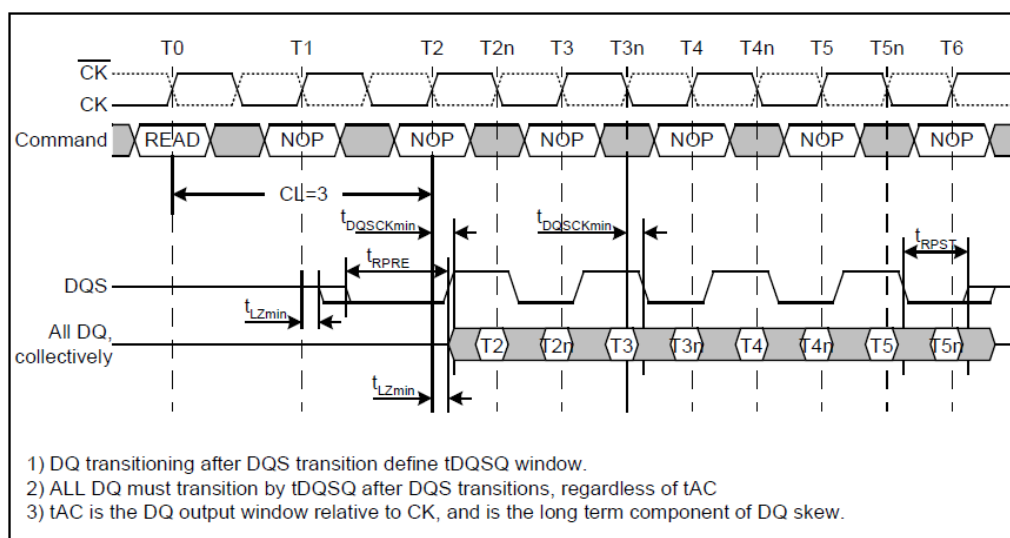 T0 T1 T2 T2n T3 T3n T4 T4n T5 T5n T6
CK
CK
Command READ NOP NOP NOP NOP NOP NOP
CL=3
tDQSCKmin tDQSCKmin tRPST
tRPRE
DQS
tLZmin
All DQ,
collectively T2 T2n T3 T3n T4 T4n T5 T5n
tLZmin
1) DQ transitioning after DQS transition define tDQSQ window.
2) ALL DQ must transition by tDQSQ after DQS transitions, regardless of tAC
3) tAC is the DQ output window relative to CK, and is the long term component of DQ skew.